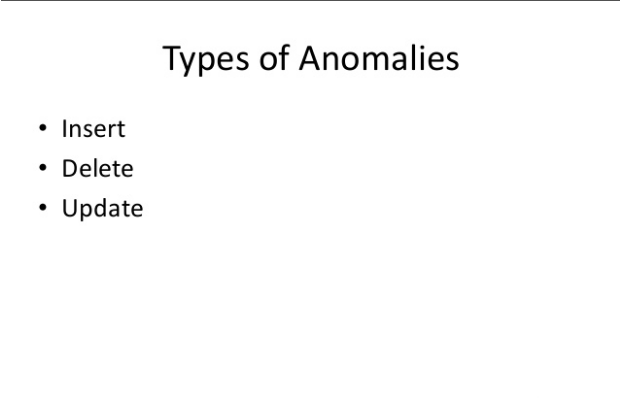 Types of Anomalies
• Insert
• Delete
• Update